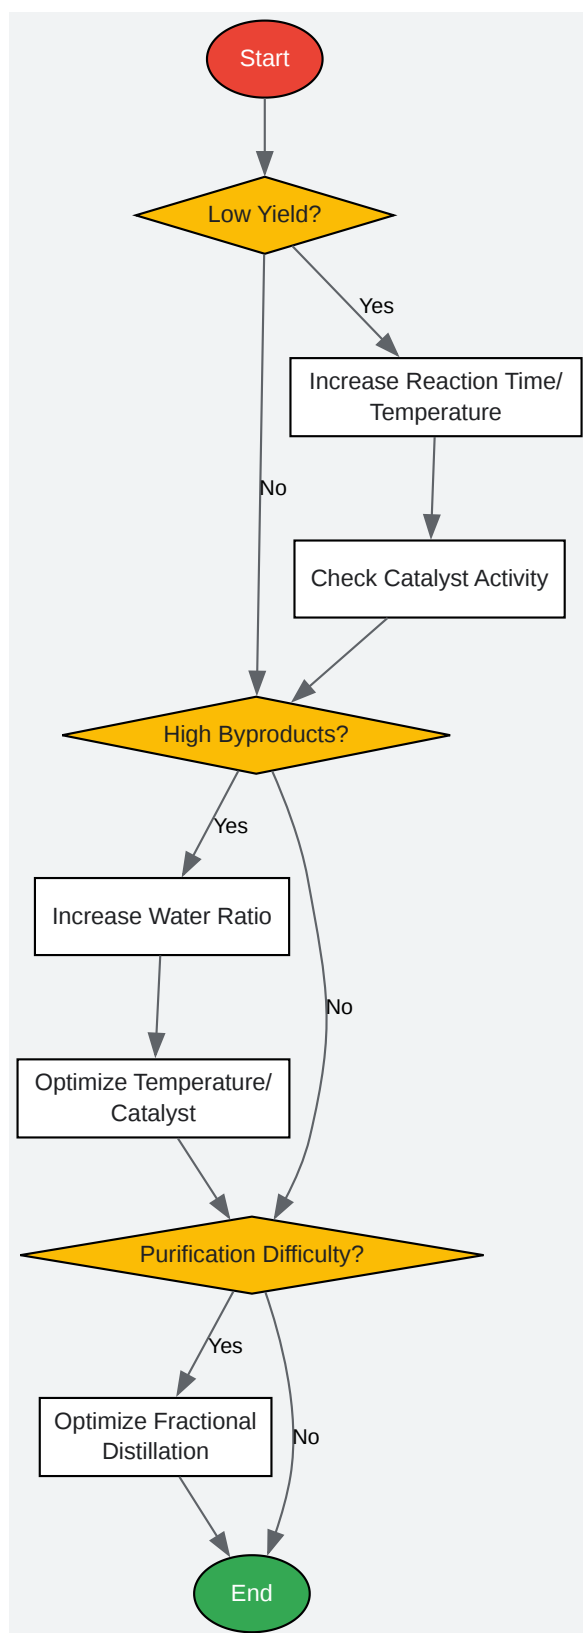 Start
Low Yield?
Yes
Increase Reaction Time/
Temperature
No
Check Catalyst Activity
High Byproducts?
Yes
Increase Water Ratio
No
Optimize Temperature/
Catalyst
Purification Difficulty?
Yes
Optimize Fractional
Distillation
No
End